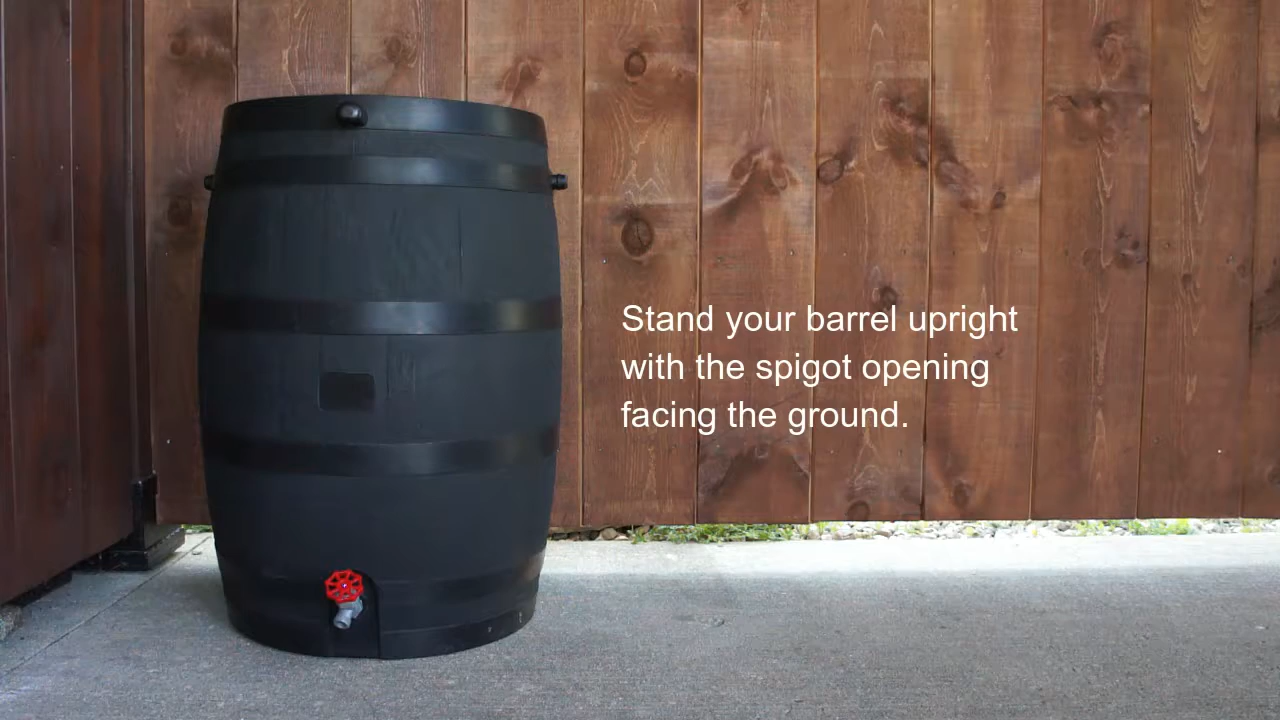 Stand your barrel upright
with the spigot opening
facing the ground.